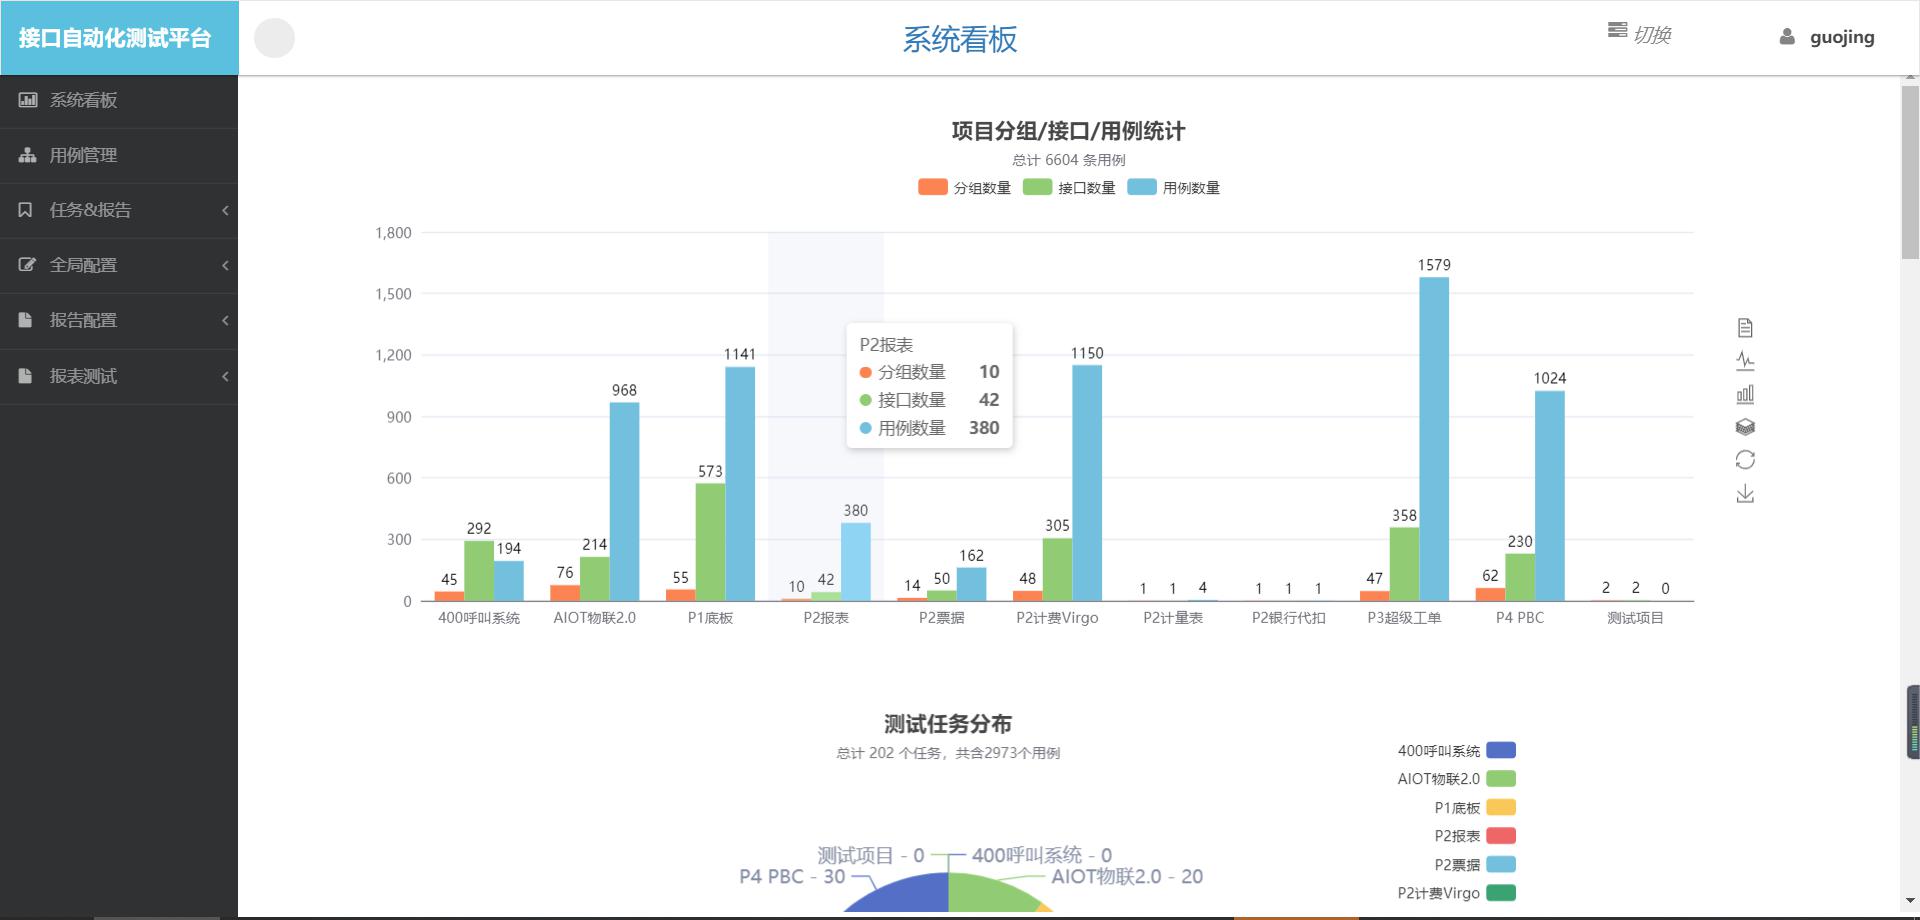 接口自动化测试平台
系统看板
切换
guojing
系统看板
用例管理
任务&报告
全局配置
报告配置
报表测试
项目分组/接口/用例统计
总计 6604 条用例
分组数量 接口数量 用例数量
1,800
1,500
1,200
900
600
300
0
45 292 194
76 214 968
55 573 1141
10 42 380
14 50 162
48 305 1150
1 1 4
1 1 1
47 358 1579
62 230 1024
2 2 0
P2报表
分组数量 10
接口数量 42
用例数量 380
400呼叫系统 AIOT物联2.0 P1底板 P2报表 P2票据 P2计费Virgo P2计量表 P2银行代扣 P3超级工单 P4 PBC 测试项目
测试任务分布
总计 202 个任务，共含2973个用例
400呼叫系统
AIOT物联2.0
P1底板
P2报表
P2票据
P2计费Virgo
测试项目 - 0
400呼叫系统 - 0
P4 PBC - 30
AIOT物联2.0 - 20